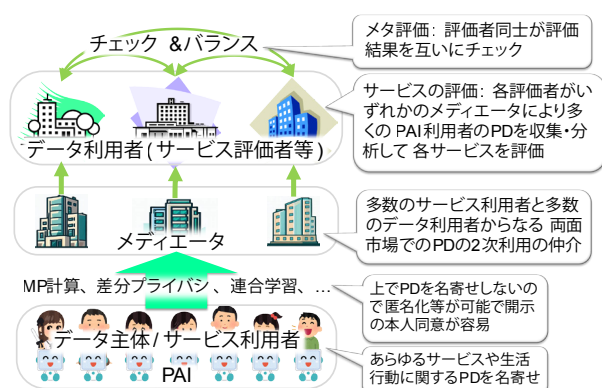 チェック ＆バランス
メタ評価: 評価者同士が評価
結果を互いにチェック
データ利用者 ( サービス評価者等 )
サービスの評価: 各評価者がい
ずれかのメディエータにより多
くの PAI利用者のPDを収集・分
析して 各サービスを評価
メディエータ
多数のサービス利用者と多数
のデータ利用者からなる 両面
市場でのPDの2次利用の仲介
MP計算、差分プライバシ 、連合学習、…
上でPDを名寄せしないの
で匿名化等が可能で開示
の本人同意が容易
データ主体 / サービス利用者
PAI
あらゆるサービスや生活
行動に関するPDを名寄せ